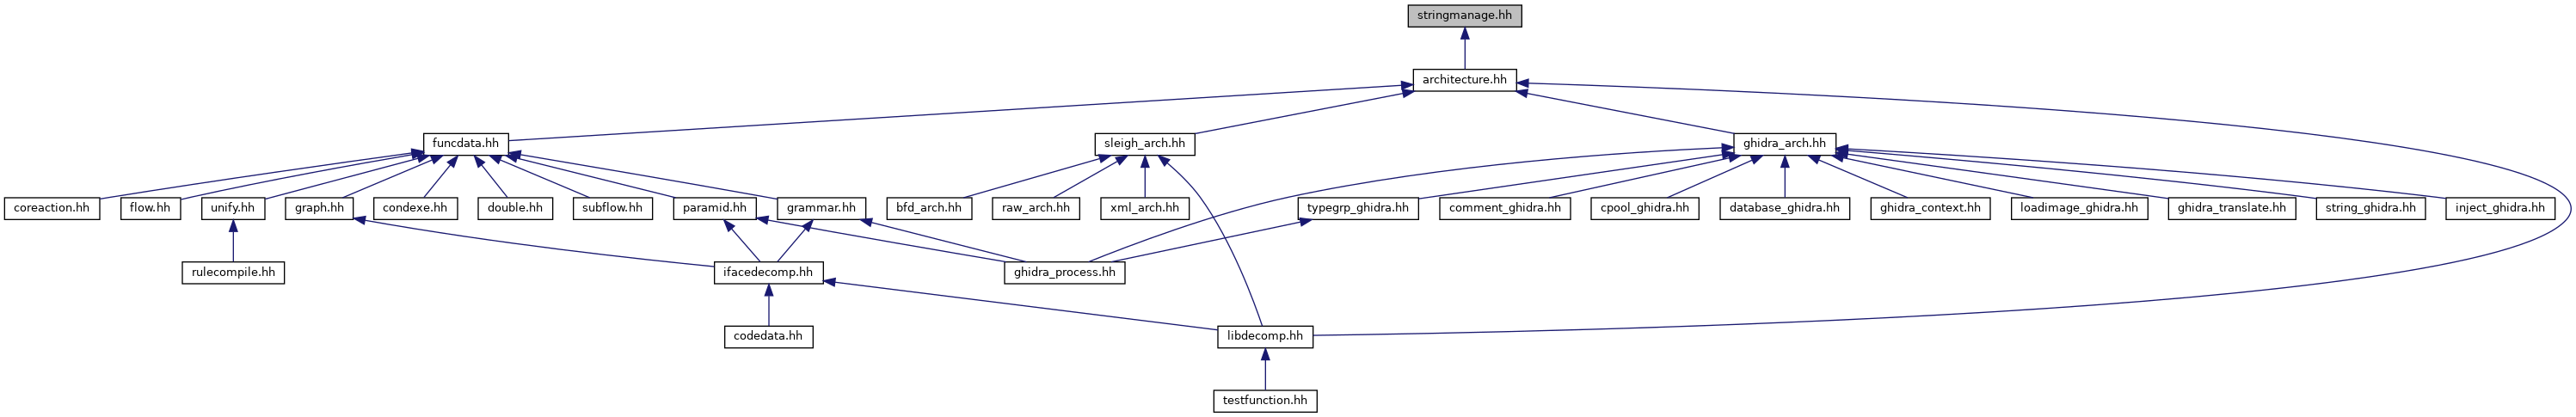 stringmanage.hh
architecture.hh
funcdata.hh
sleigh_arch.hh
ghidra_arch.hh
coreaction.hh
flow.hh
unify.hh
graph.hh
condexe.hh
double.hh
subflow.hh
paramid.hh
grammar.hh
bfd_arch.hh
raw_arch.hh
xml_arch.hh
typegrp_ghidra.hh
comment_ghidra.hh
cpool_ghidra.hh
database_ghidra.hh
ghidra_context.hh
loadimage_ghidra.hh
ghidra_translate.hh
string_ghidra.hh
inject_ghidra.hh
rulecompile.hh
ifacedecomp.hh
ghidra_process.hh
codedata.hh
libdecomp.hh
testfunction.hh